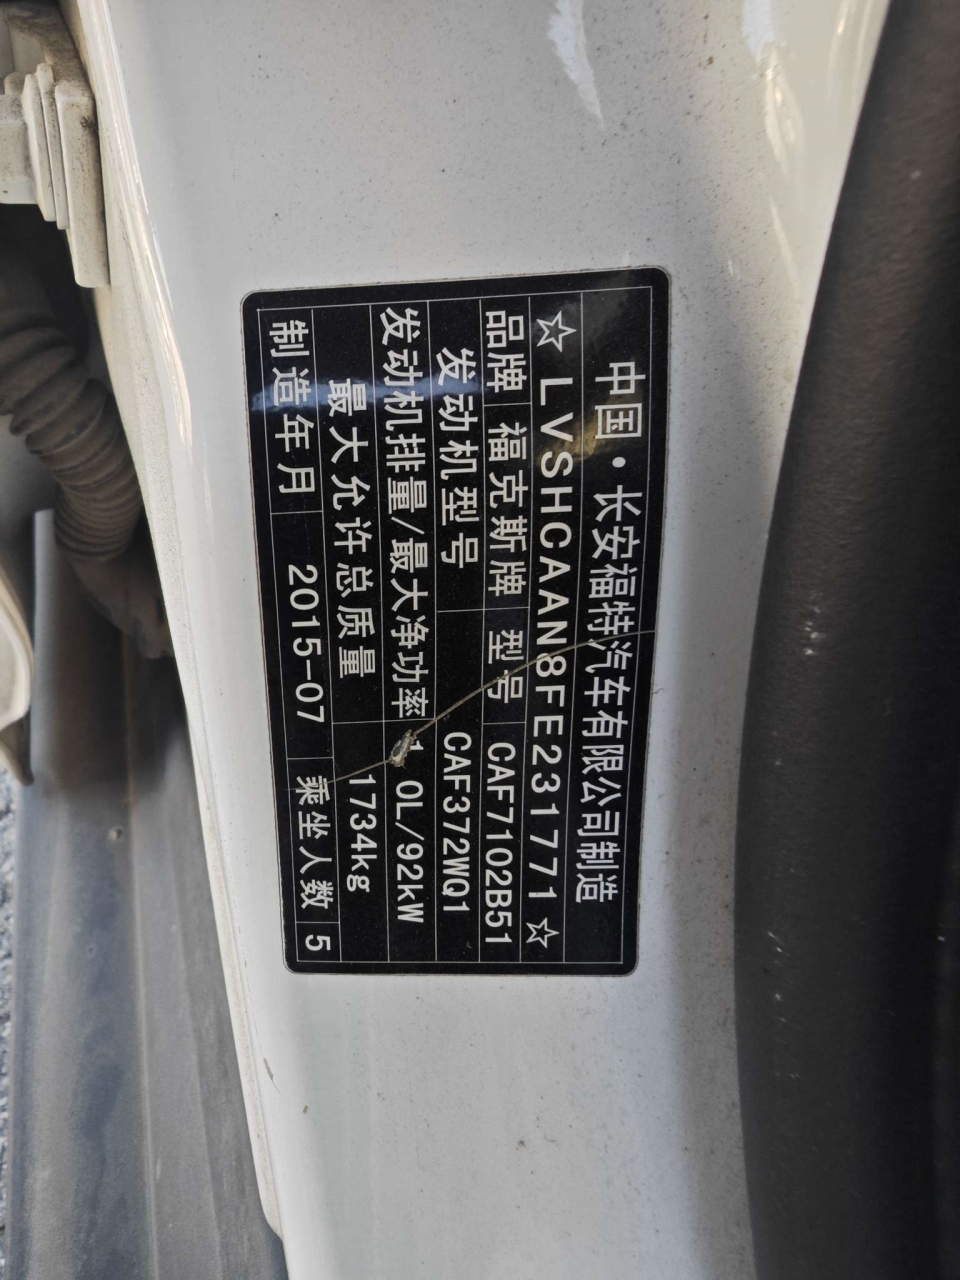 中国·长安福特汽车有限公司制造
☆LVSHCAAN8FE231771☆
品牌 福克斯牌 型号 CAF7102B51
发动机型号 CAF372WQ1
发动机排量/最大净功率 1.0L/92kW
最大允许总质量 1734kg
制造年月 2015-07 乘坐人数 5